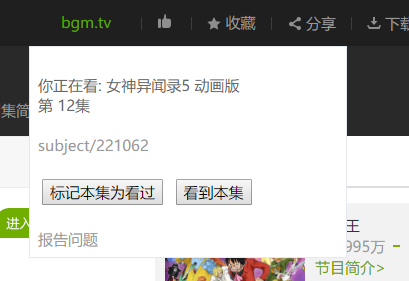 bgm.tv
收藏
分享
下载
集简
你正在看: 女神异闻录5 动画版
第 12集
subject/221062
标记本集为看过 看到本集
报告问题
进入
王
995万
节目简介>